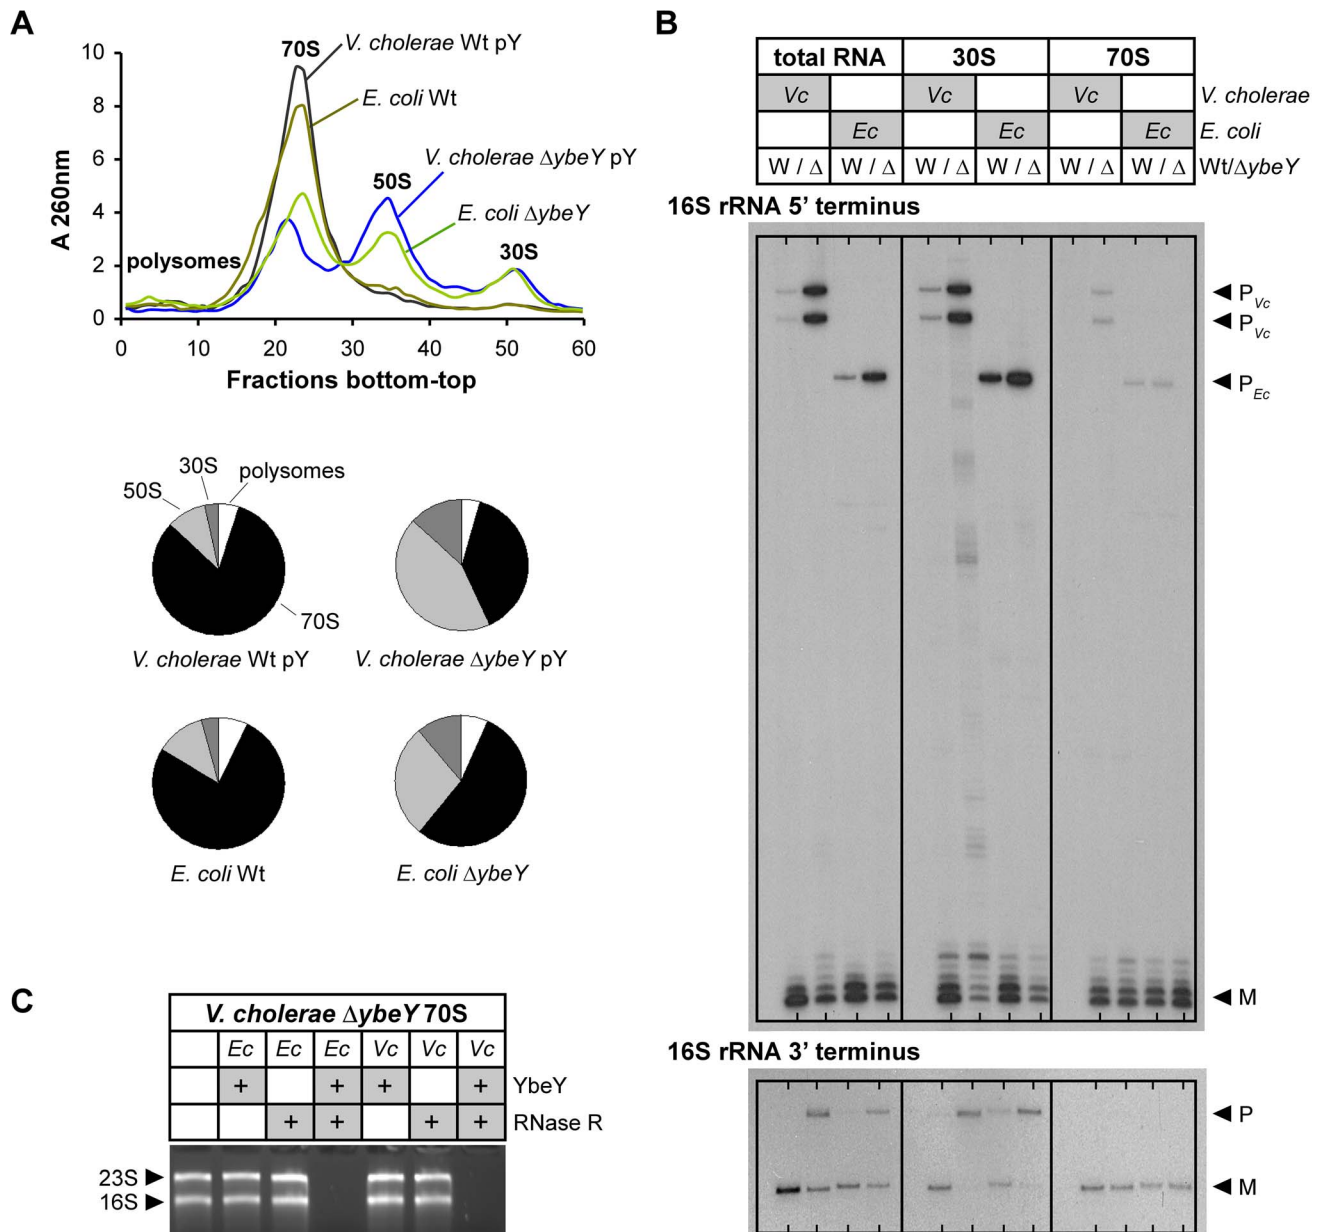 A
10
8
6
4
2
0
A 260nm
0 10 20 30 40 50 60
Fractions bottom-top
70S
V. cholerae Wt pY
E. coli Wt
V. cholerae ΔybeY pY
50S
E. coli ΔybeY
polysomes
30S
30S
polysomes
50S
70S
V. cholerae Wt pY
V. cholerae ΔybeY pY
E. coli Wt
E. coli ΔybeY
B
total RNA 30S 70S
Vc Vc Vc V. cholerae
Ec Ec Ec E. coli
W / Δ W / Δ W / Δ W / Δ W / Δ W / Δ Wt/ΔybeY
16S rRNA 5’ terminus
PVc
PVc
PEc
M
16S rRNA 3’ terminus
P
M
C
V. cholerae ΔybeY 70S
Ec Ec Ec Vc Vc Vc
+ + + + YbeY
+ + + + RNase R
23S
16S